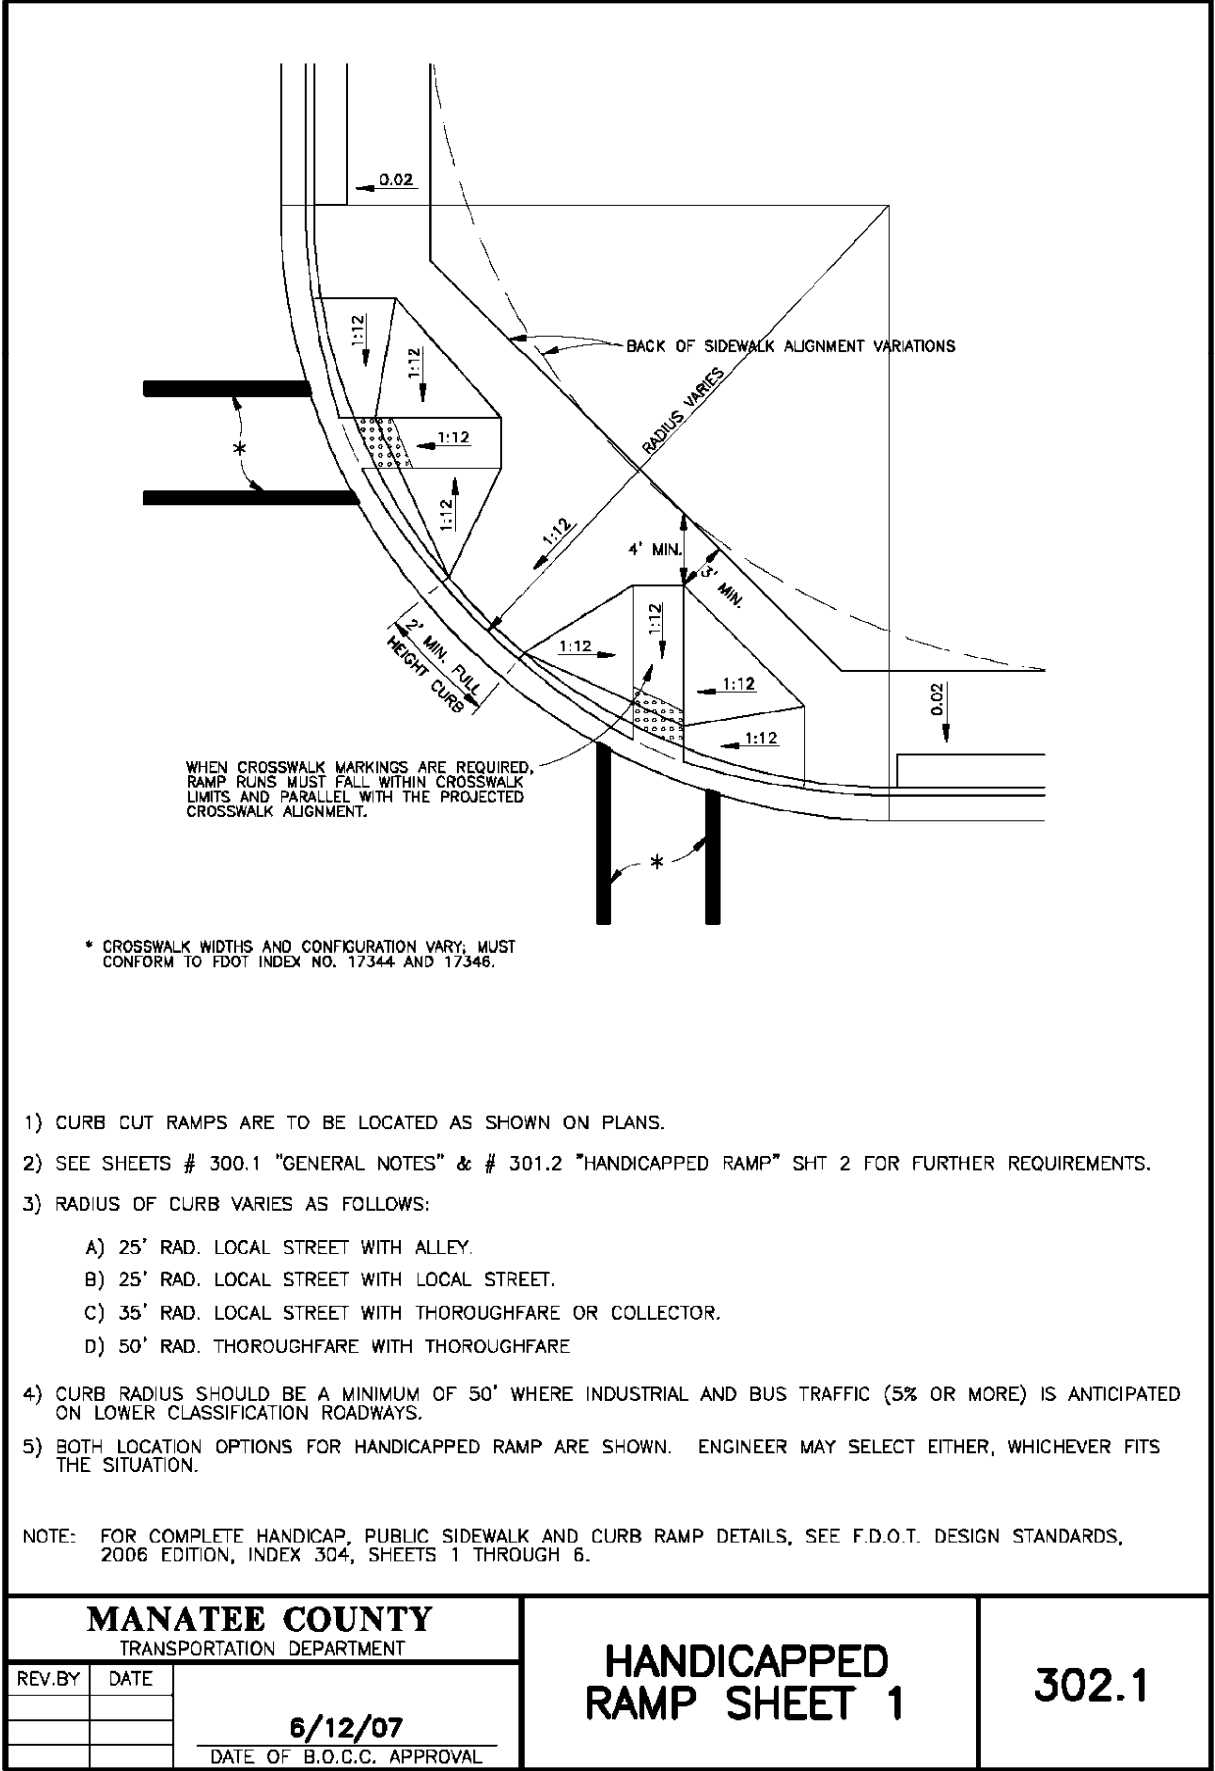 0.02
1:12
1:12
BACK OF SIDEWALK ALIGNMENT VARIATIONS
RADIUS VARIES
*
1:12
1:12
1:12
4' MIN.
3' MIN.
2' MIN. FULL
HEIGHT CURB
1:12
1:12
1:12
1:12
0.02
WHEN CROSSWALK MARKINGS ARE REQUIRED,
RAMP RUNS MUST FALL WITHIN CROSSWALK
LIMITS AND PARALLEL WITH THE PROJECTED
CROSSWALK ALIGNMENT.
*
* CROSSWALK WIDTHS AND CONFIGURATION VARY; MUST
CONFORM TO FDOT INDEX NO. 17344 AND 17346.
1) CURB CUT RAMPS ARE TO BE LOCATED AS SHOWN ON PLANS.
2) SEE SHEETS # 300.1 "GENERAL NOTES" & # 301.2 "HANDICAPPED RAMP" SHT 2 FOR FURTHER REQUIREMENTS.
3) RADIUS OF CURB VARIES AS FOLLOWS:
A) 25' RAD. LOCAL STREET WITH ALLEY.
B) 25' RAD. LOCAL STREET WITH LOCAL STREET.
C) 35' RAD. LOCAL STREET WITH THOROUGHFARE OR COLLECTOR.
D) 50' RAD. THOROUGHFARE WITH THOROUGHFARE
4) CURB RADIUS SHOULD BE A MINIMUM OF 50' WHERE INDUSTRIAL AND BUS TRAFFIC (5% OR MORE) IS ANTICIPATED
ON LOWER CLASSIFICATION ROADWAYS.
5) BOTH LOCATION OPTIONS FOR HANDICAPPED RAMP ARE SHOWN. ENGINEER MAY SELECT EITHER, WHICHEVER FITS
THE SITUATION.
NOTE: FOR COMPLETE HANDICAP, PUBLIC SIDEWALK AND CURB RAMP DETAILS, SEE F.D.O.T. DESIGN STANDARDS,
2006 EDITION, INDEX 304, SHEETS 1 THROUGH 6.
MANATEE COUNTY
TRANSPORTATION DEPARTMENT
REV.BY DATE
6/12/07
DATE OF B.O.C.C. APPROVAL
HANDICAPPED
RAMP SHEET 1
302.1